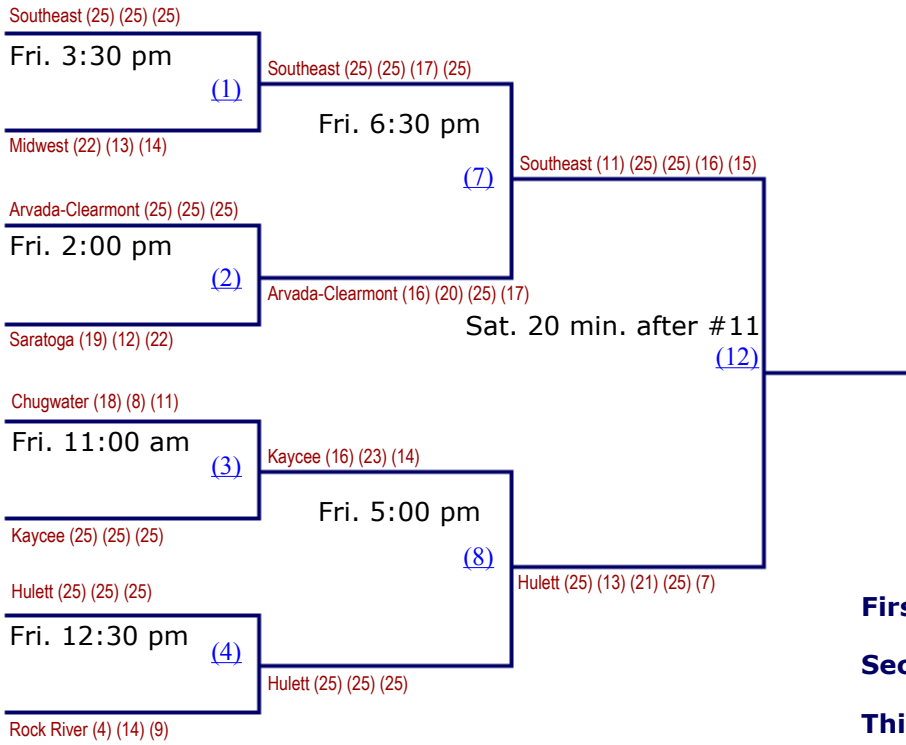 Southeast (25) (25) (25)
Fri. 3:30 pm
(1)
Midwest (22) (13) (14)
Southeast (25) (25) (17) (25)
Fri. 6:30 pm
(7)
Arvada-Clearmont (25) (25) (25)
Fri. 2:00 pm
(2)
Saratoga (19) (12) (22)
Arvada-Clearmont (16) (20) (25) (17)
Southeast (11) (25) (25) (16) (15)
Sat. 20 min. after #11
(12)
Chugwater (18) (8) (11)
Fri. 11:00 am
(3)
Kaycee (25) (25) (25)
Kaycee (16) (23) (14)
Fri. 5:00 pm
(8)
Hulett (25) (13) (21) (25) (7)
Hulett (25) (25) (25)
Fri. 12:30 pm
(4)
Rock River (4) (14) (9)
Hulett (25) (25) (25)
Firs
Sec
Thi